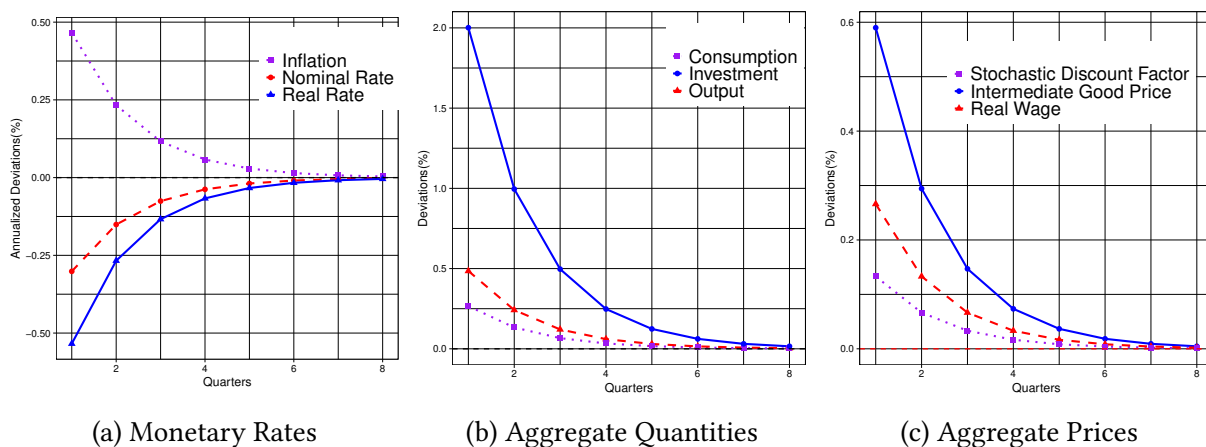 Annualized Deviations(%)
0.50
0.25
0.00
−0.25
−0.50
Inflation
Nominal Rate
Real Rate
2
4
6
8
Quarters
(a) Monetary Rates
Deviations(%)
2.0
1.5
1.0
0.5
0.0
Consumption
Investment
Output
2
4
6
8
Quarters
(b) Aggregate Quantities
Deviations(%)
0.6
0.4
0.2
0.0
Stochastic Discount Factor
Intermediate Good Price
Real Wage
2
4
6
8
Quarters
(c) Aggregate Prices